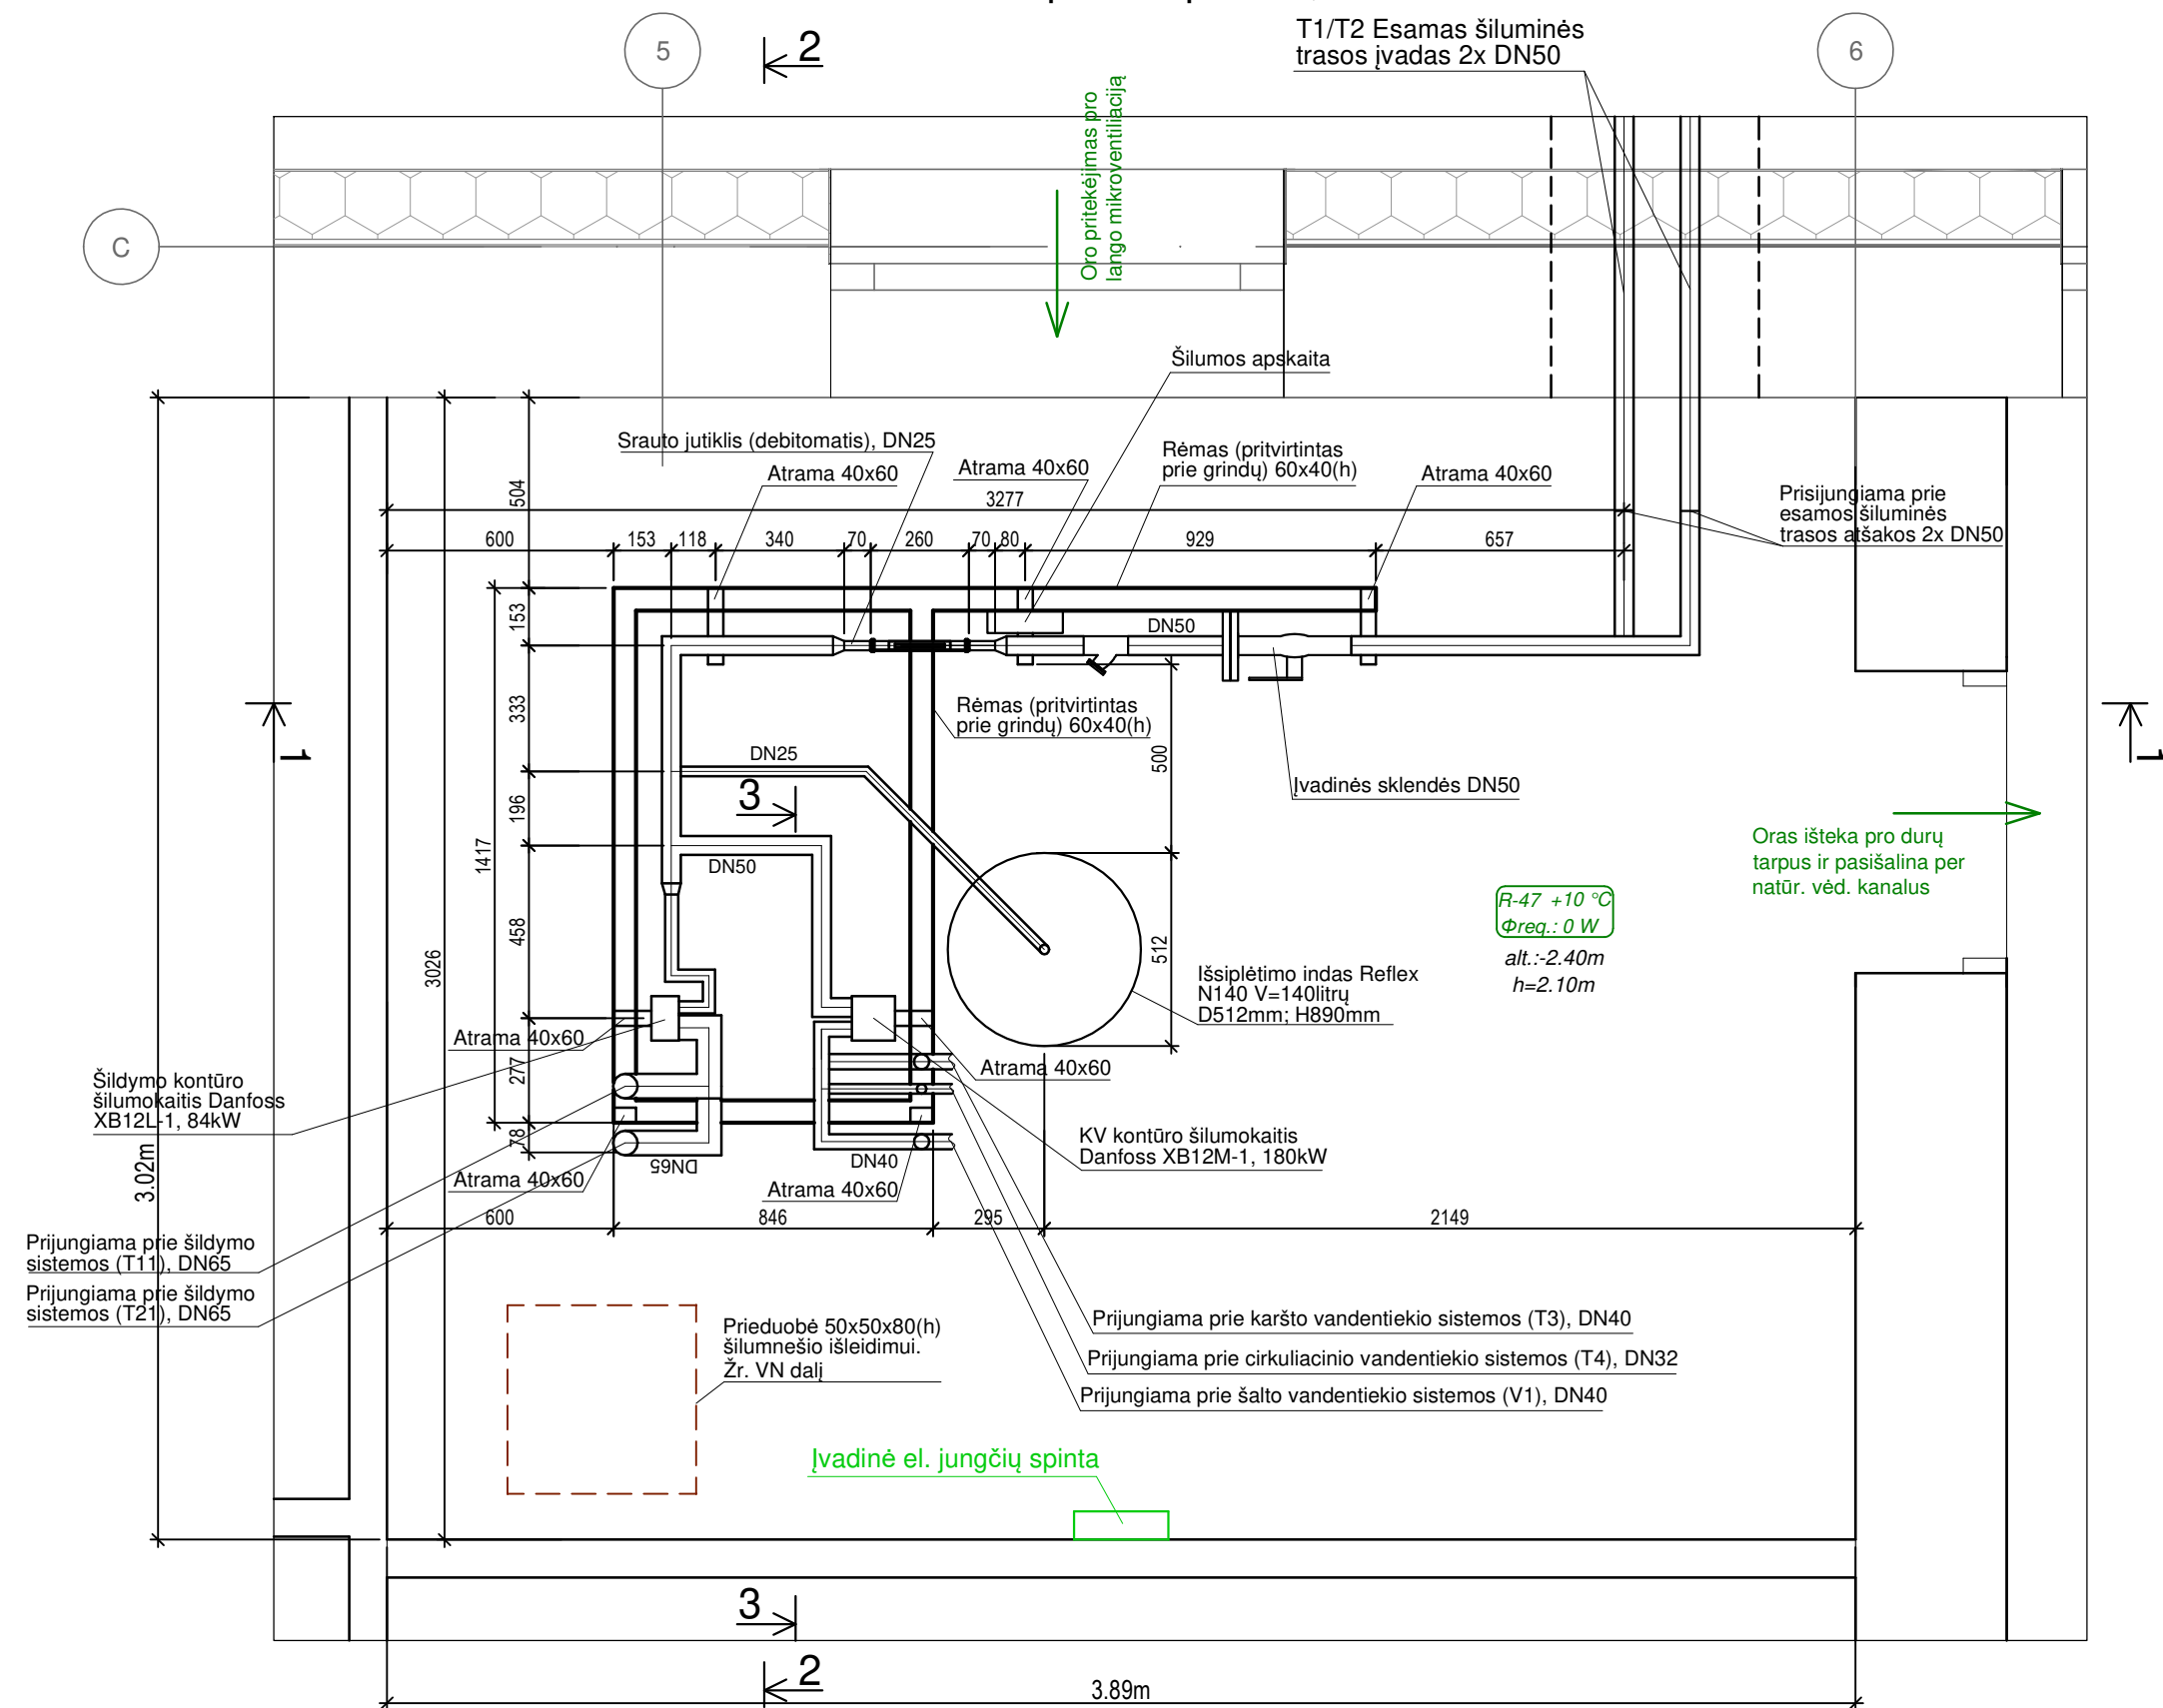 5
2
T1/T2 Esamas šiluminės
trasos įvadas 2x DN50
6
C
Oro pritekėjimas pro
lango mikroventiliaciją
Šilumos apskaita
Srauto jutiklis (debitomatis), DN25
Atrama 40x60
Atrama 40x60
Rėmas (pritvirtintas
prie grindų) 60x40(h)
Atrama 40x60
Prisijungiama prie
esamos šiluminės
trasos atšakos 2x DN50
504
3277
600
153
118
340
70
260
70
80
929
657
153
DN50
333
Rėmas (pritvirtintas
prie grindų) 60x40(h)
DN25
500
1
1
Įvadinės sklendės DN50
3
196
1417
DN50
Oras išteka pro durų
tarpus ir pasišalina per
natūr. vėd. kanalus
R-47 +10 °C
Φreq.: 0 W
alt.:-2.40m
h=2.10m
458
3026
512
Išsiplėtimo indas Reflex
N140 V=140litrų
D512mm; H890mm
Atrama 40x60
Atrama 40x60
277
Šildymo kontūro
šilumokaitis Danfoss
XB12L-1, 84kW
78
KV kontūro šilumokaitis
Danfoss XB12M-1, 180kW
3.02m
DN65
DN40
Atrama 40x60
Atrama 40x60
600
846
295
2149
Prijungiama prie šildymo
sistemos (T11), DN65
Prijungiama prie šildymo
sistemos (T21), DN65
Prieduobė 50x50x80(h)
šilumnešio išleidimui.
Žr. VN dalį
Prijungiama prie karšto vandentiekio sistemos (T3), DN40
Prijungiama prie cirkuliacinio vandentiekio sistemos (T4), DN32
Prijungiama prie šalto vandentiekio sistemos (V1), DN40
Įvadinė el. jungčių spinta
3
2
3.89m